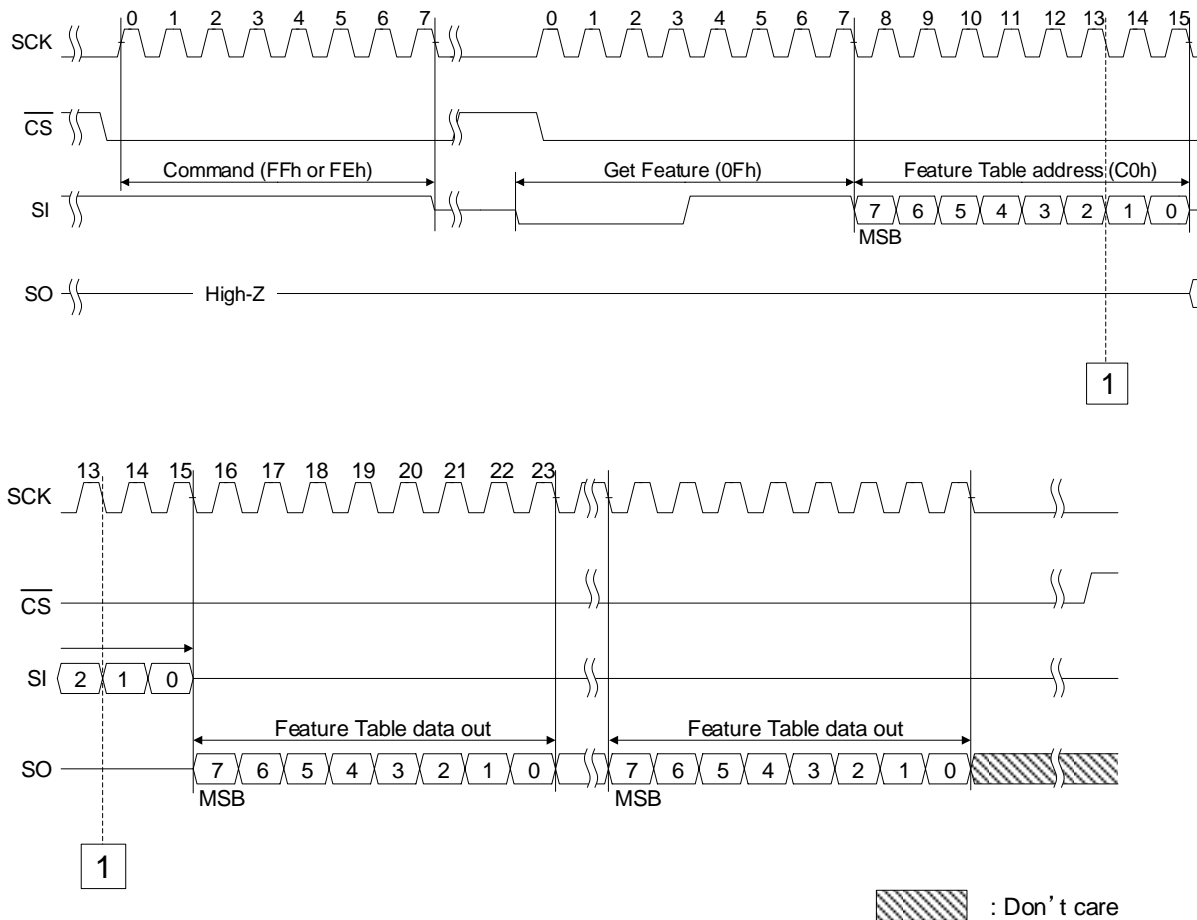 0 1 2 3 4 5 6 7 0 1 2 3 4 5 6 7 8 9 10 11 12 13 14 15
SCK
CS
Command (FFh or FEh) Get Feature (0Fh) Feature Table address (C0h)
SI 7 6 5 4 3 2 1 0
MSB
SO High-Z
1
13 14 15 16 17 18 19 20 21 22 23
SCK
CS
SI 2 1 0
Feature Table data out Feature Table data out
SO 7 6 5 4 3 2 1 0 7 6 5 4 3 2 1 0
MSB MSB
1
: Don't care